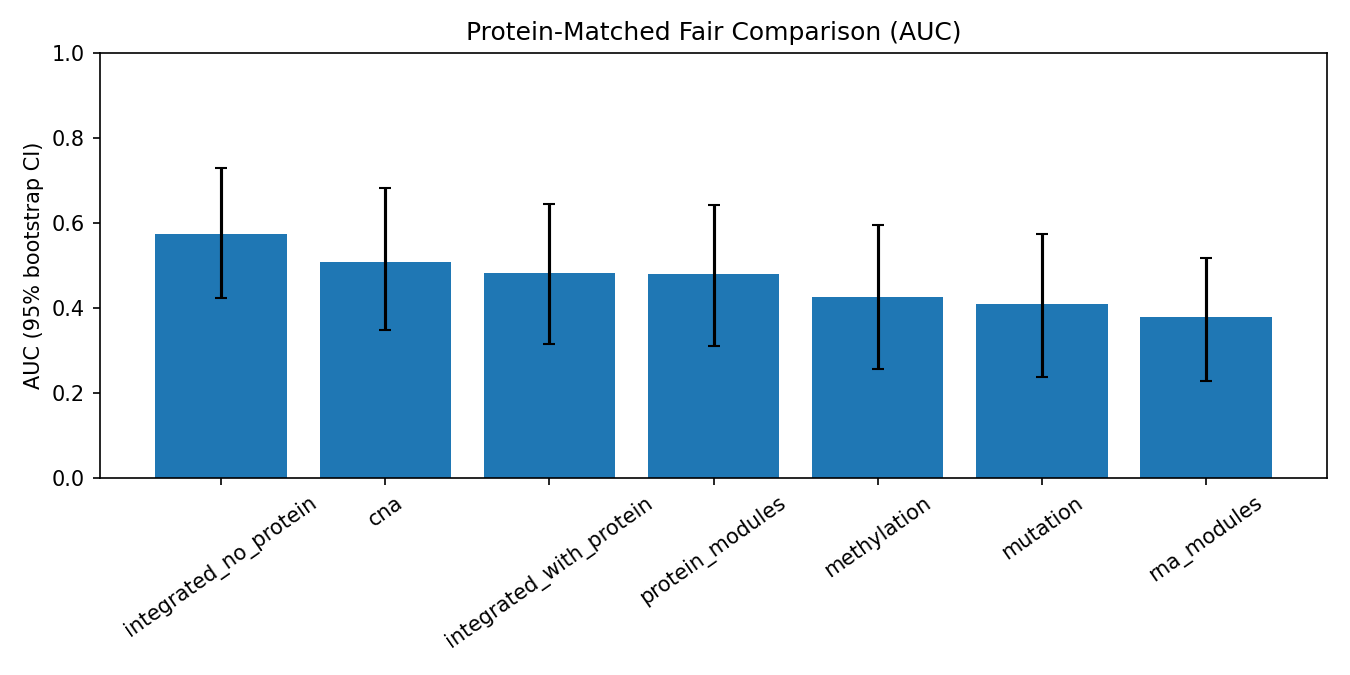 Protein-Matched Fair Comparison (AUC)
AUC (95% bootstrap CI)
1.0
0.8
0.6
0.4
0.2
0.0
integrated_no_protein
cna
integrated_with_protein
protein_modules
methylation
mutation
rna_modules